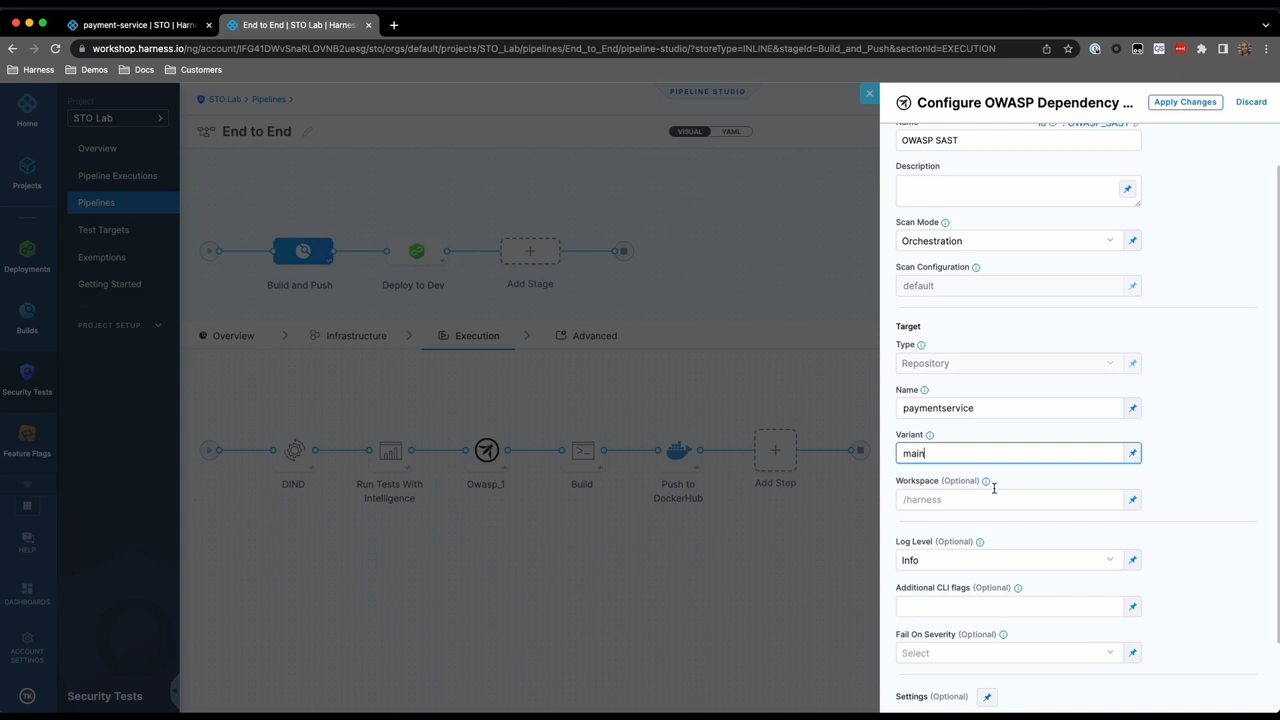 payment-service | STO | Harn
End to End | STO Lab | Harnes
workshop.harness.io/ng/account/IFG41DWvSnaRLOVNB2uesg/sto/orgs/default/projects/STO_Lab/pipelines/End_to_End/pipeline-studio/?storeType=INLINE&stageId=Build_and_Push&sectionId=EXECUTION
Harness
Demos
Docs
Customers
Home
Projects
Deployments
Builds
Security Tests
Feature Flags
HELP
DASHBOARDS
ACCOUNT
SETTINGS
TK
Project
STO Lab
Overview
Pipeline Executions
Pipelines
Test Targets
Exemptions
Getting Started
PROJECT SETUP
Security Tests
STO Lab > Pipelines >
PIPELINE STUDIO
End to End
VISUAL
YAML
Build and Push
Deploy to Dev
Add Stage
Overview
Infrastructure
Execution
Advanced
DIND
Run Tests With
Intelligence
Owasp_1
Build
Push to
DockerHub
Add Step
Configure OWASP Dependency ...
Apply Changes
Discard
Name
Id : OWASP_SAST
OWASP SAST
Description
Scan Mode
Orchestration
Scan Configuration
default
Target
Type
Repository
Name
paymentservice
Variant
main
Workspace (Optional)
/harness
Log Level (Optional)
Info
Additional CLI flags (Optional)
Fail On Severity (Optional)
Select
Settings (Optional)